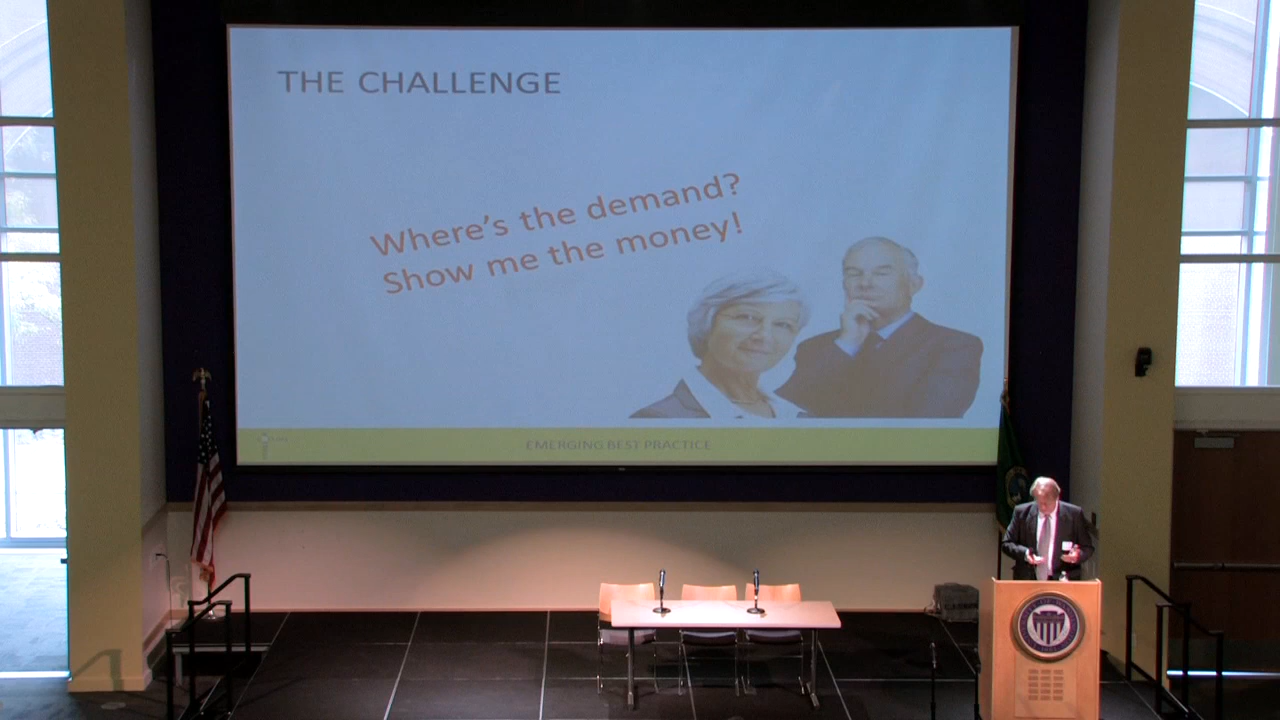 THE CHALLENGE
Where's the demand?
Show me the money!
EMERGING BEST PRACTICE